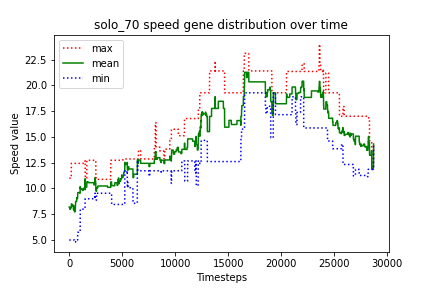 solo_70 speed gene distribution over time
max
mean
min
22.5
20.0
17.5
15.0
12.5
10.0
7.5
5.0
Speed value
0
5000
10000
15000
20000
25000
30000
Timesteps